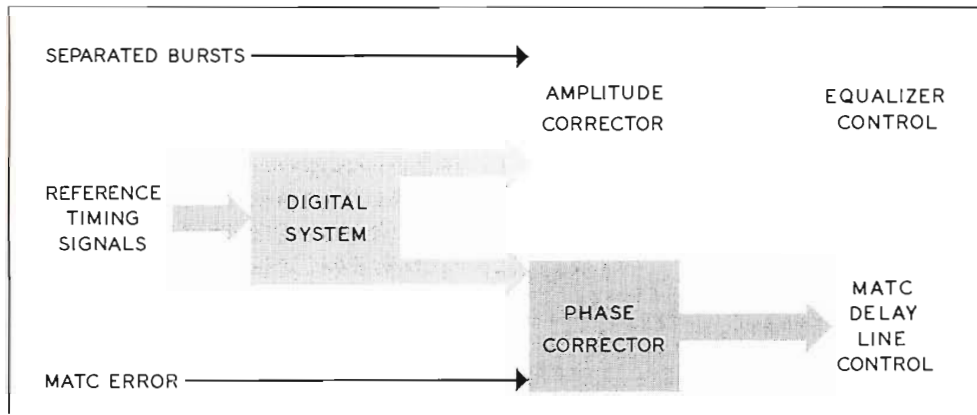 SEPARATED BURSTS
AMPLITUDE
CORRECTOR
EQUALIZER
CONTROL
REFERENCE
TIMING
SIGNALS
DIGITAL
SYSTEM
PHASE
CORRECTOR
MATC
DELAY
LINE
CONTROL
MATC ERROR